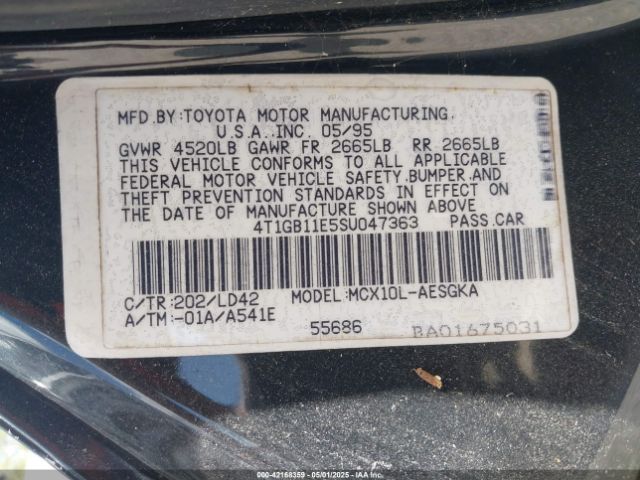 MFD.BY:TOYOTA MOTOR MANUFACTURING,
U.S.A.,INC. 05/95
GVWR 4520LB GAWR FR 2665LB RR 2665LB
THIS VEHICLE CONFORMS TO ALL APPLICABLE
FEDERAL MOTOR VEHICLE SAFETY,BUMPER,AND
THEFT PREVENTION STANDARDS IN EFFECT ON
THE DATE OF MANUFACTURE SHOWN ABOVE
4T1GB11E5SU047363 PASS.CAR
C/TR:202/LD42 MODEL:MCX10L-AESGKA
A/TM:-01A/A541E
55686 BA01675031
000-42168359 | 05/01/2025 | IAAI.COM